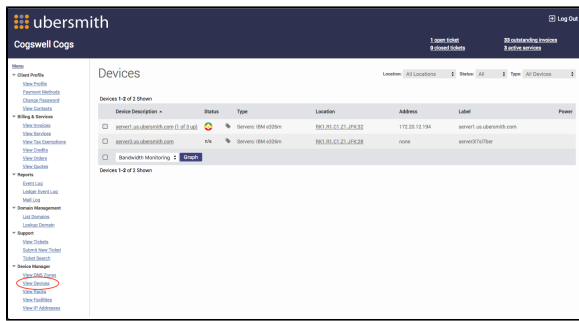 ubersmith
Log Out
Cogswell Cogs
1 open ticket
0 closed tickets
33 outstanding invoices
3 active services
Menu
Client Profile
View Profile
Payment Methods
Change Password
View Contacts
Billing & Services
View Invoices
View Services
View Tax Exemptions
View Credits
View Orders
View Quotes
Reports
Event Log
Ledger Event Log
Mail Log
Domain Management
List Domains
Lookup Domain
Support
View Tickets
Submit New Ticket
Ticket Search
Device Manager
View DNS Zones
View Devices
View Racks
View Facilities
View IP Addresses
Devices
Location: All Locations Status: All Type: All Devices
Devices 1-2 of 2 Shown
Device Description Status Type Location Address Label Power
server1.us.ubersmith.com (1 of 3 up) Servers: IBM x326m RK1.R1.C1.Z1.JFK:32 172.20.12.194 server1.us.ubersmith.com
server3.us.ubersmith.com n/a Servers: IBM x326m RK1.R1.C1.Z1.JFK:28 none
Bandwidth Monitoring Graph
Devices 1-2 of 2 Shown